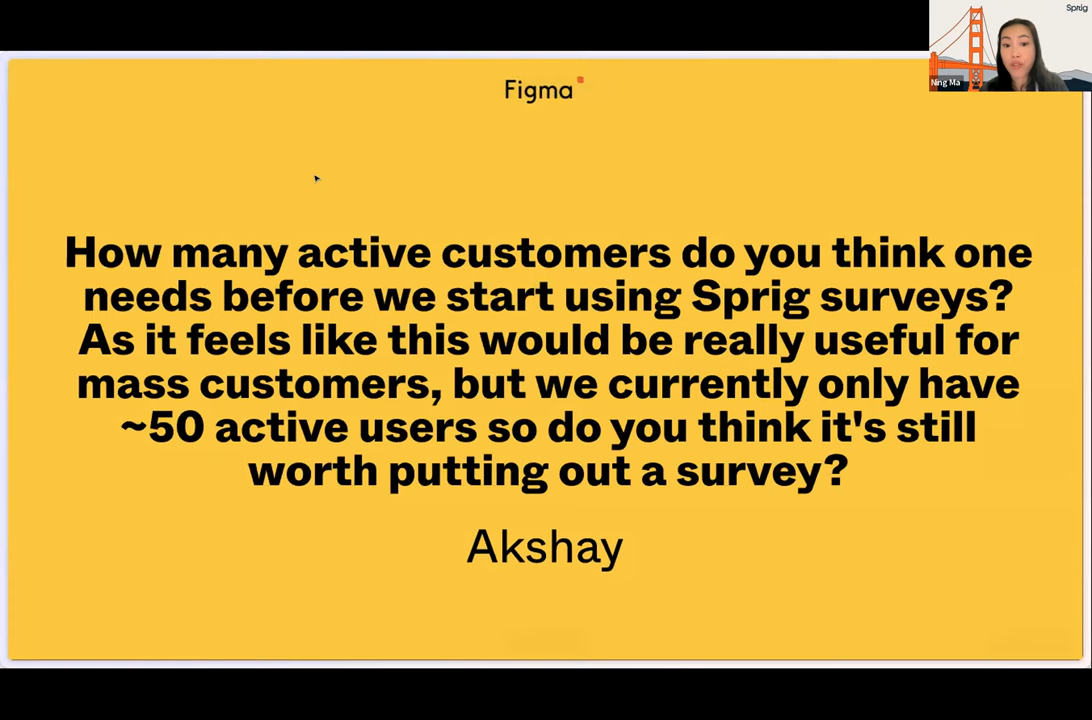 Sprig
Ning Ma
Figma
How many active customers do you think one
needs before we start using Sprig surveys?
As it feels like this would be really useful for
mass customers, but we currently only have
~50 active users so do you think it's still
worth putting out a survey?
Akshay